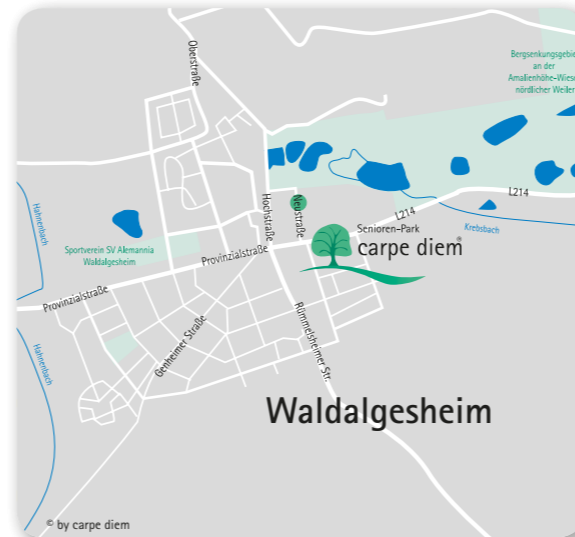 Oberstraße
Bergsenkungsgebie
an der
Amalienhöhe-Wiese
nördlicher Weiler
Hahnenbach
Hochstraße
Neustraße
L214
L214
Krebsbach
Senioren-Park
carpe diem®
Sportverein SV Alemannia
Waldalgesheim
Provinzialstraße
Provinzialstraße
Genheimer Straße
Rümmelsheimer Str.
Hahnenbach
Waldalgesheim
© by carpe diem